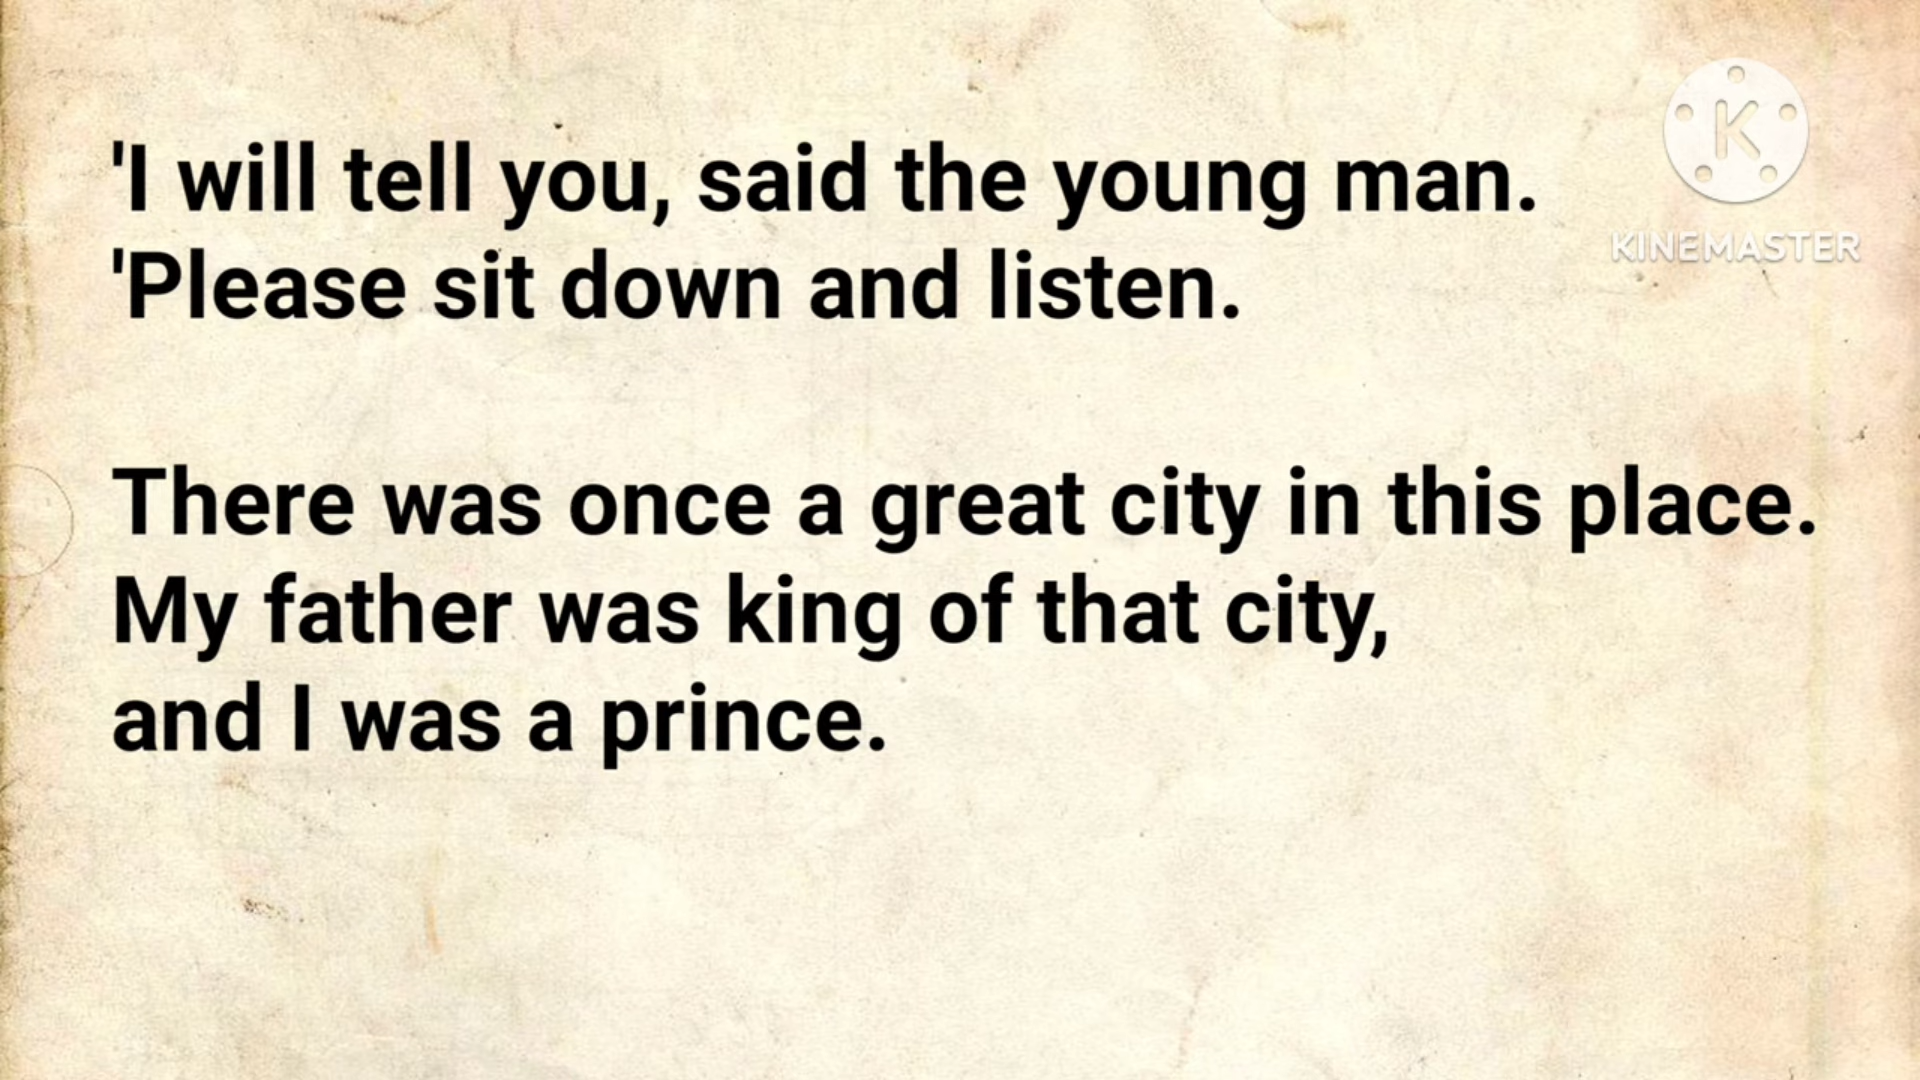 'I will tell you, said the young man.
'Please sit down and listen.
There was once a great city in this place.
My father was king of that city,
and I was a prince.
K
KINEMASTER